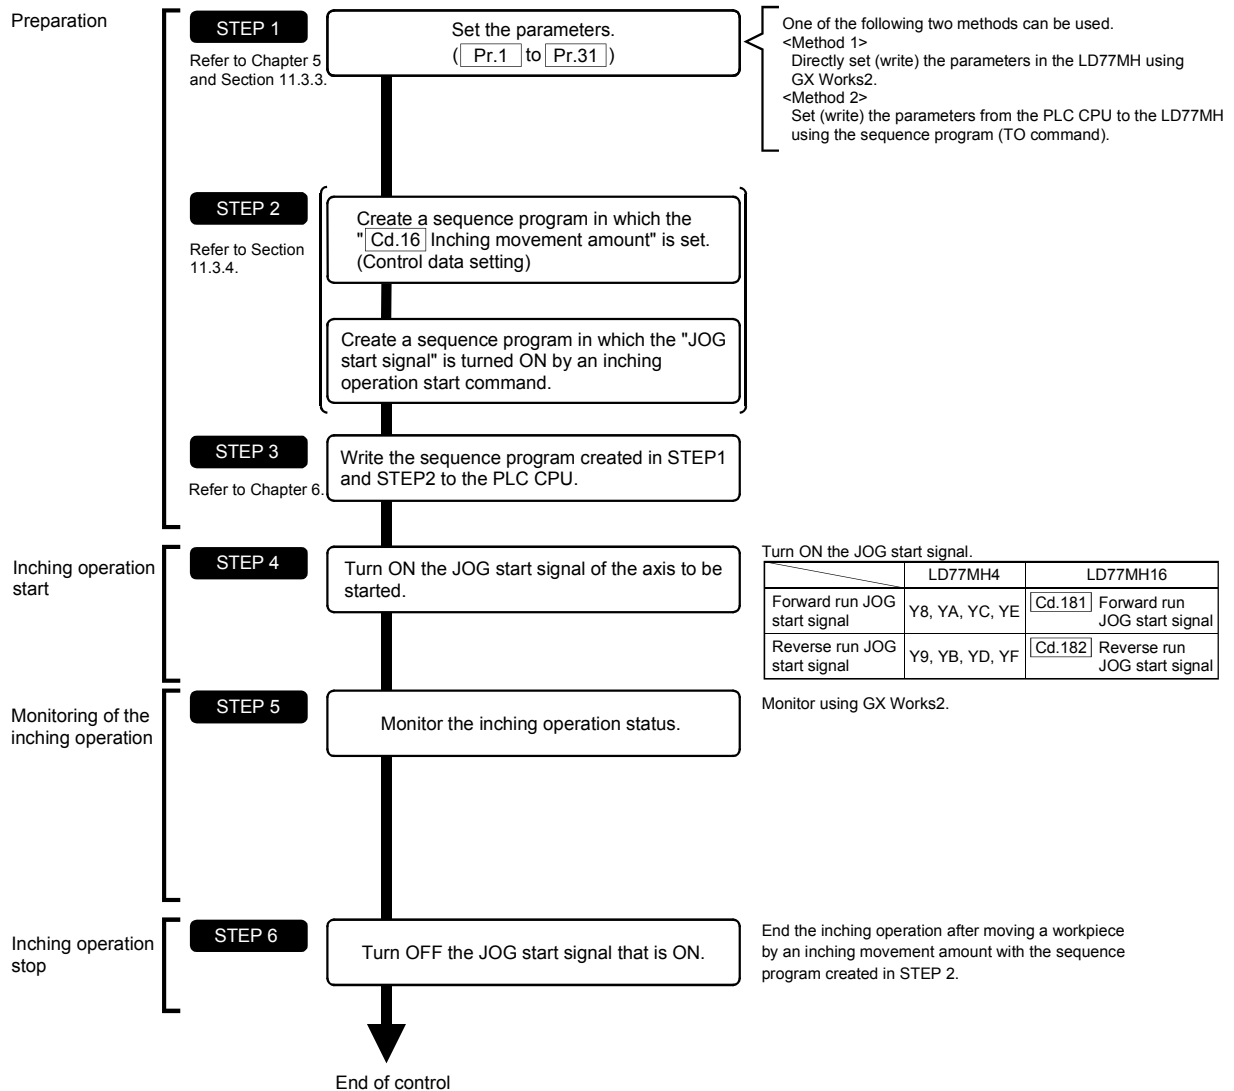 Preparation
STEP 1
Refer to Chapter 5
and Section 11.3.3.
Set the parameters.
( Pr.1 to Pr.31 )
One of the following two methods can be used.
<Method 1>
Directly set (write) the parameters in the LD77MH using
GX Works2.
<Method 2>
Set (write) the parameters from the PLC CPU to the LD77MH
using the sequence program (TO command).
STEP 2
Refer to Section
11.3.4.
Create a sequence program in which the
" Cd.16 Inching movement amount" is set.
(Control data setting)
Create a sequence program in which the "JOG
start signal" is turned ON by an inching
operation start command.
STEP 3
Refer to Chapter 6.
Write the sequence program created in STEP1
and STEP2 to the PLC CPU.
Inching operation
start
STEP 4
Turn ON the JOG start signal of the axis to be
started.
Turn ON the JOG start signal.
LD77MH4 LD77MH16
Forward run JOG
start signal
Y8, YA, YC, YE
Cd.181 Forward run
JOG start signal
Reverse run JOG
start signal
Y9, YB, YD, YF
Cd.182 Reverse run
JOG start signal
Monitoring of the
inching operation
STEP 5
Monitor the inching operation status.
Monitor using GX Works2.
Inching operation
stop
STEP 6
Turn OFF the JOG start signal that is ON.
End the inching operation after moving a workpiece
by an inching movement amount with the sequence
program created in STEP 2.
End of control